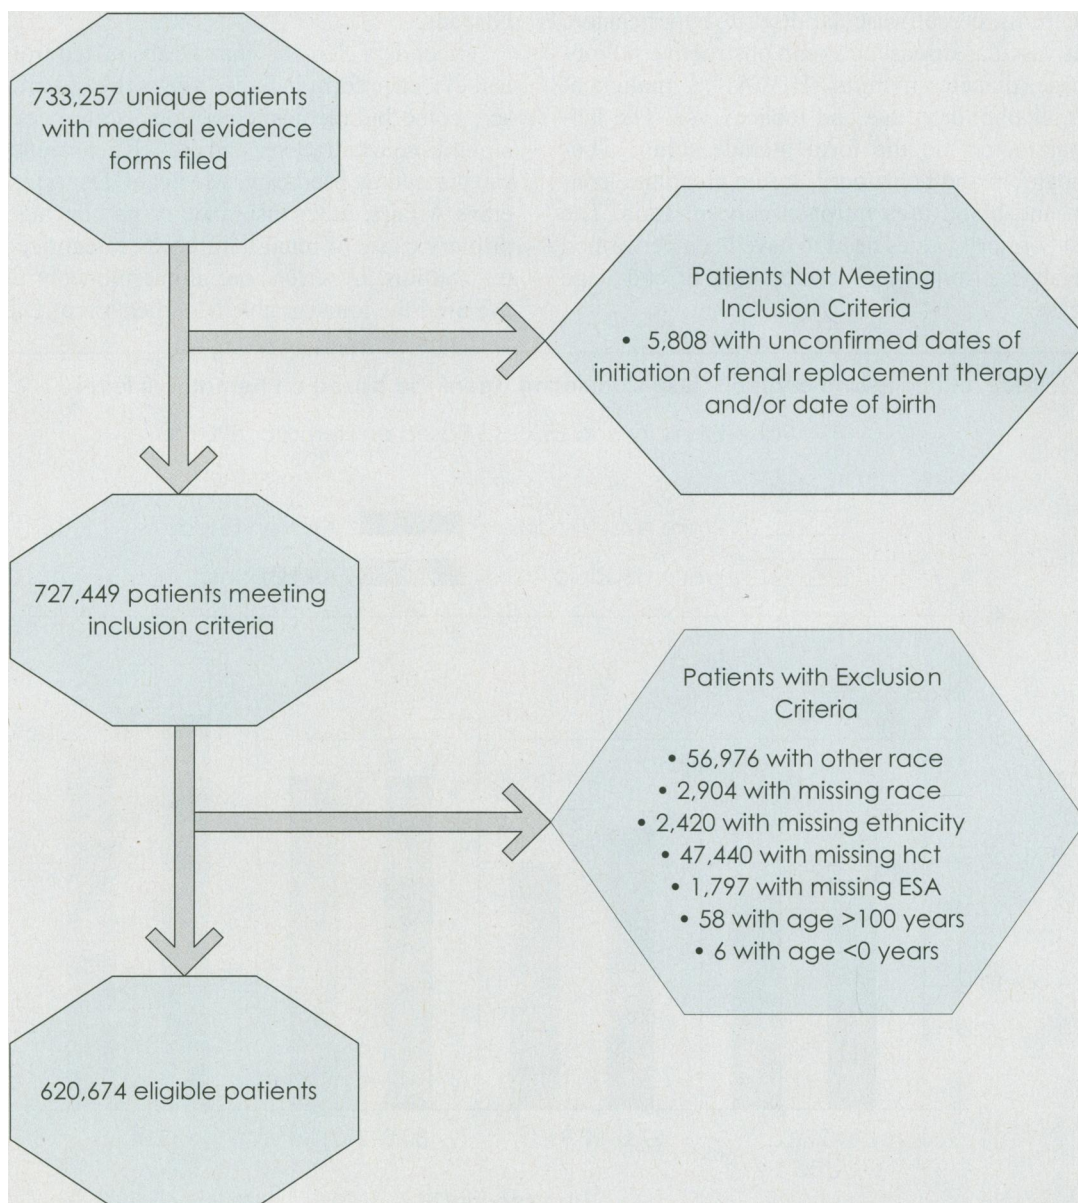 733,257 unique patients
with medical evidence
forms filed
Patients Not Meeting
Inclusion Criteria
• 5,808 with unconfirmed dates of
initiation of renal replacement therapy
and/or date of birth
727,449 patients meeting
inclusion criteria
Patients with Exclusion
Criteria
• 56,976 with other race
• 2,904 with missing race
• 2,420 with missing ethnicity
• 47,440 with missing hct
• 1,797 with missing ESA
• 58 with age >100 years
• 6 with age <0 years
620,674 eligible patients